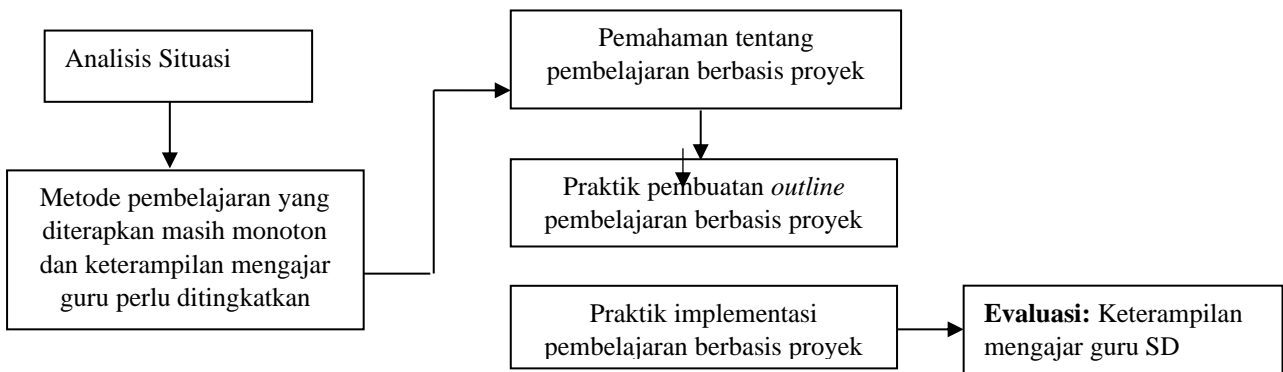 Analisis Situasi
Metode pembelajaran yang
diterapkan masih monoton
dan keterampilan mengajar
guru perlu ditingkatkan
Pemahaman tentang
pembelajaran berbasis proyek
Praktik pembuatan outline
pembelajaran berbasis proyek
Praktik implementasi
pembelajaran berbasis proyek
Evaluasi: Keterampilan
mengajar guru SD